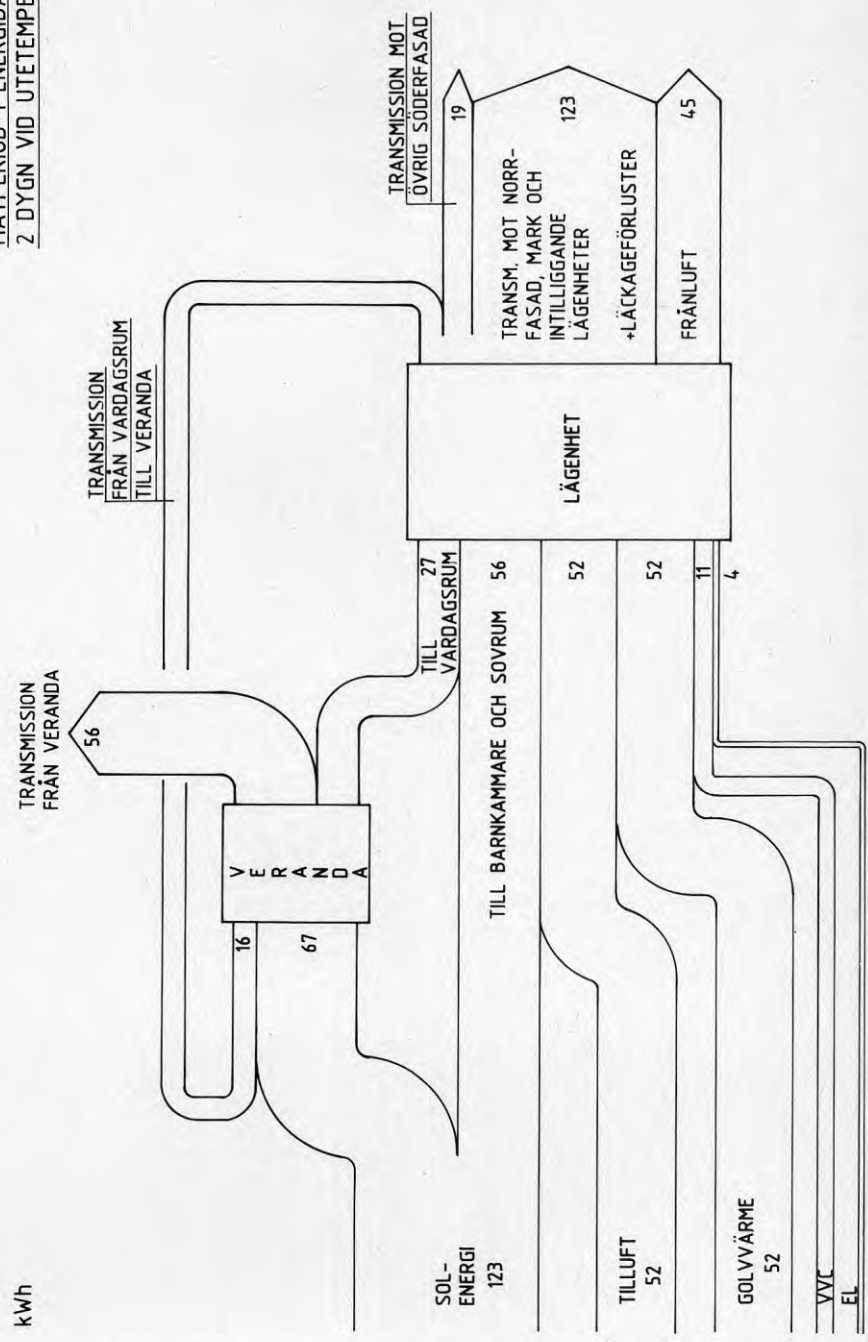 kWh
2 DYGN VID
TRANSMISSION
FRÅN VERANDA
56
TRANSMISSION
FRÅN VARDAGSRUM
TILL VERANDA
TRANSMISSION MOT
ÖVRIG SÖDERFASAD
16
67
VERANDA
19
123
45
TRANSM. MOT NORR-
FASAD, MARK OCH
INTILLIGGANDE
LÄGENHETER
+LÄCKAGEFÖRLUSTER
FRÅNLUFT
LÄGENHET
27
TILL
VARDAGSRUM
TILL BARNKAMMARE OCH SOVRUM 56
52
52
11
4
SOL-
ENERGI
123
TILLUFT
52
GOLVVÄRME
52
VVC
EL